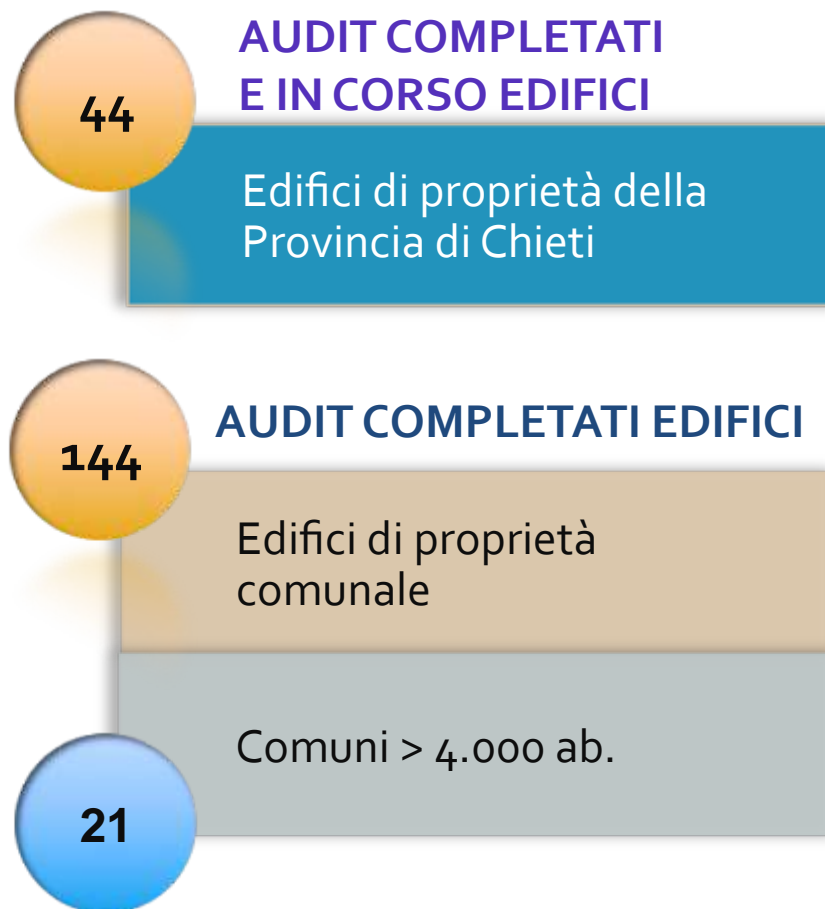 44
AUDIT COMPLETATI
E IN CORSO EDIFICI
Edifici di proprietà della
Provincia di Chieti
144
AUDIT COMPLETATI EDIFICI
Edifici di proprietà
comunale
Comuni > 4.000 ab.
21